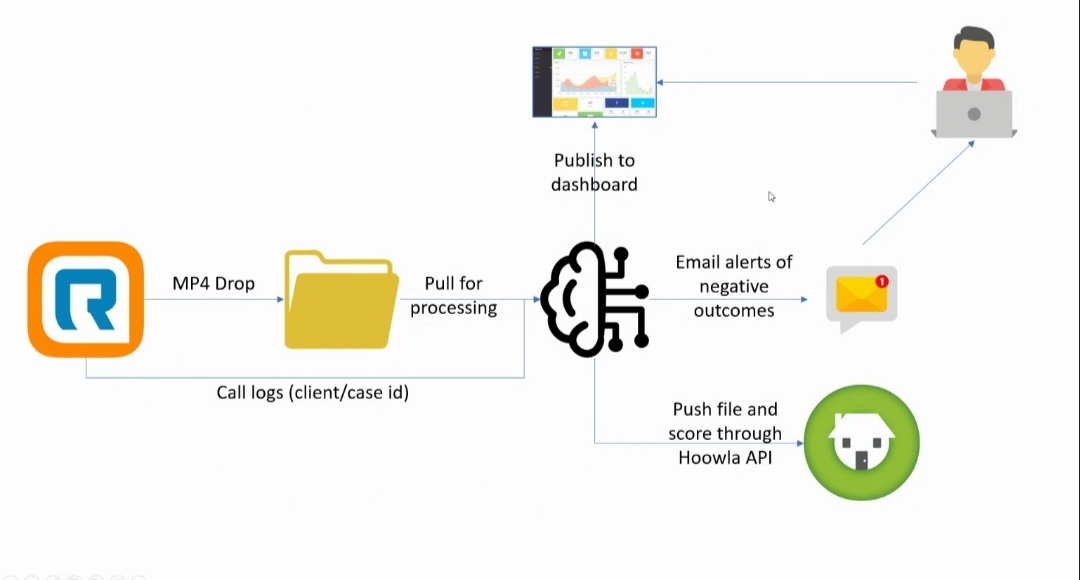 Publish to
dashboard
MP4 Drop
Pull for
processing
Email alerts of
negative
outcomes
1
Call logs (client/case id)
Push file and
score through
Hoowla API